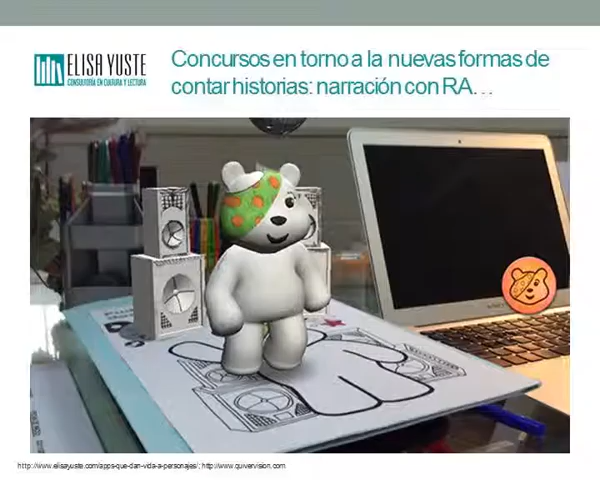 ELISA YUSTE
CONSULTORÍA EN CULTURA Y LECTURA
Concursos en torno a la nuevas formas de
contar historias: narración con RA…
http://www.elisayuste.com/apps-que-dan-vida-a-personajes/; http://www.quivervision.com